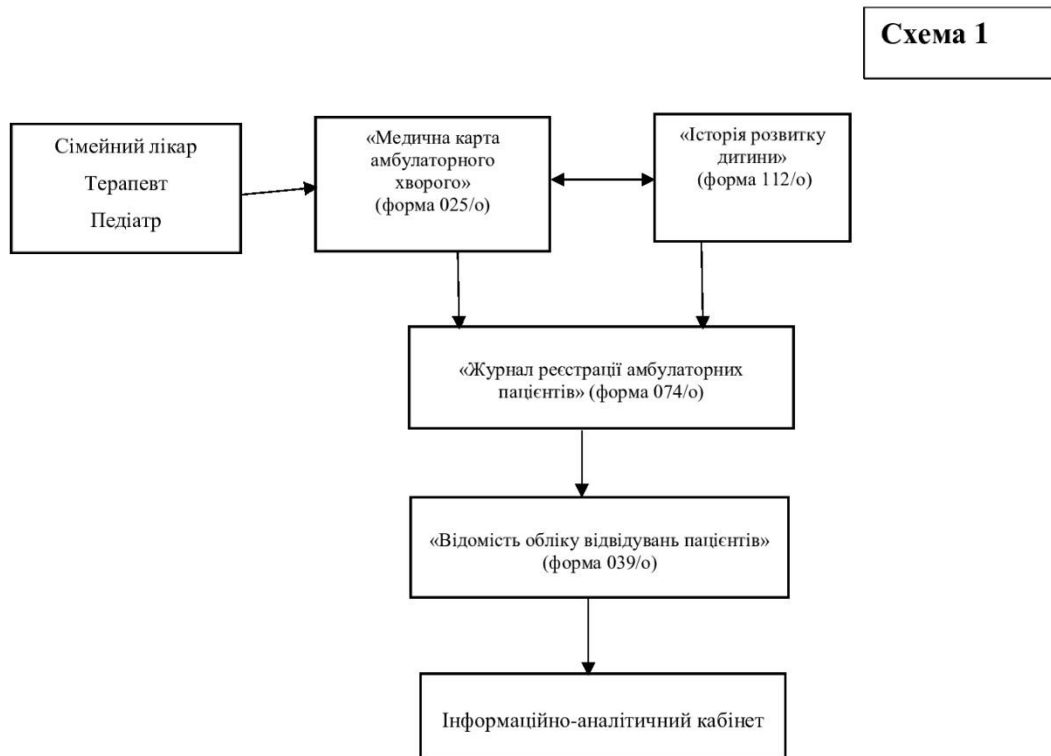 Схема 1
Сімейний лікар
Терапевт
Педіатр
«Медична карта
амбулаторного
хворого»
(форма 025/о)
«Історія розвитку
дитини»
(форма 112/о)
«Журнал реєстрації амбулаторних
пацієнтів» (форма 074/о)
«Відомість обліку відвідувань пацієнтів»
(форма 039/о)
Інформаційно-аналітичний кабінет